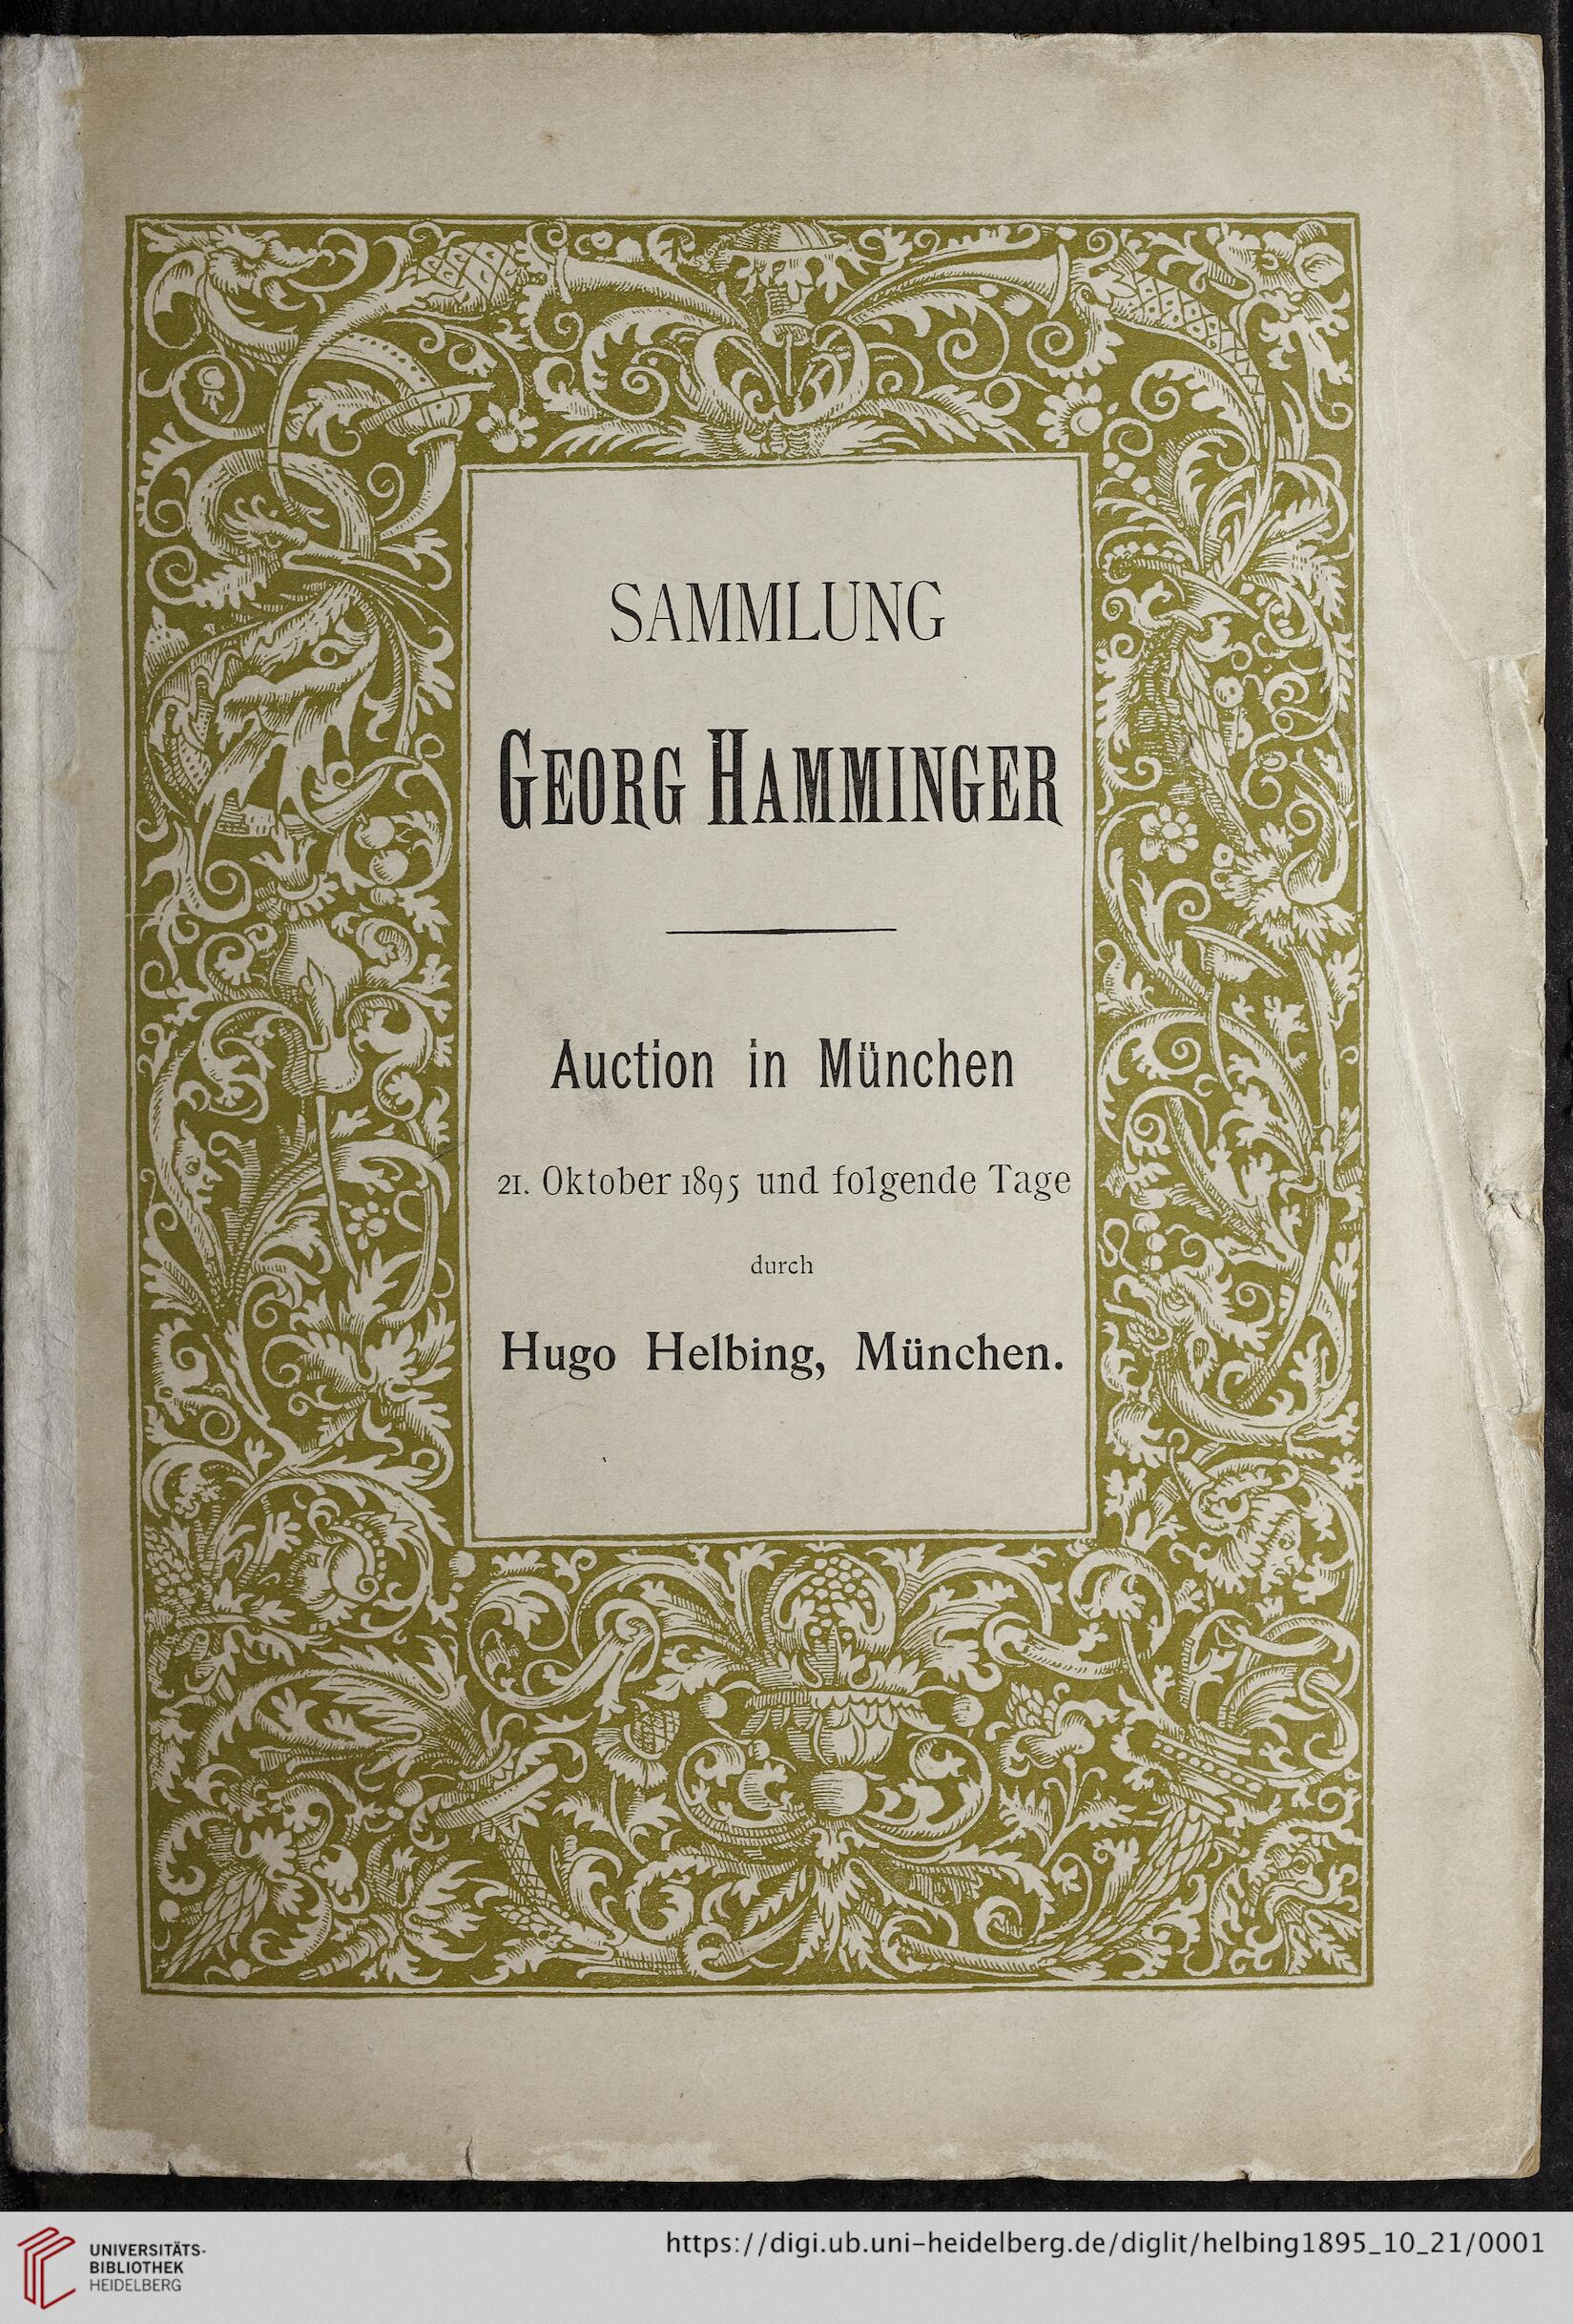 SAMMLUNG
GEORG HAMMINGER
Auction in München
21. Oktober 1895 und folgende Tage
durch
Hugo Helbing, München.
UNIVERSITÄTS-
BIBLIOTHEK
HEIDELBERG
https://digi.ub.uni-heidelberg.de/diglit/helbing1895_10_21/0001